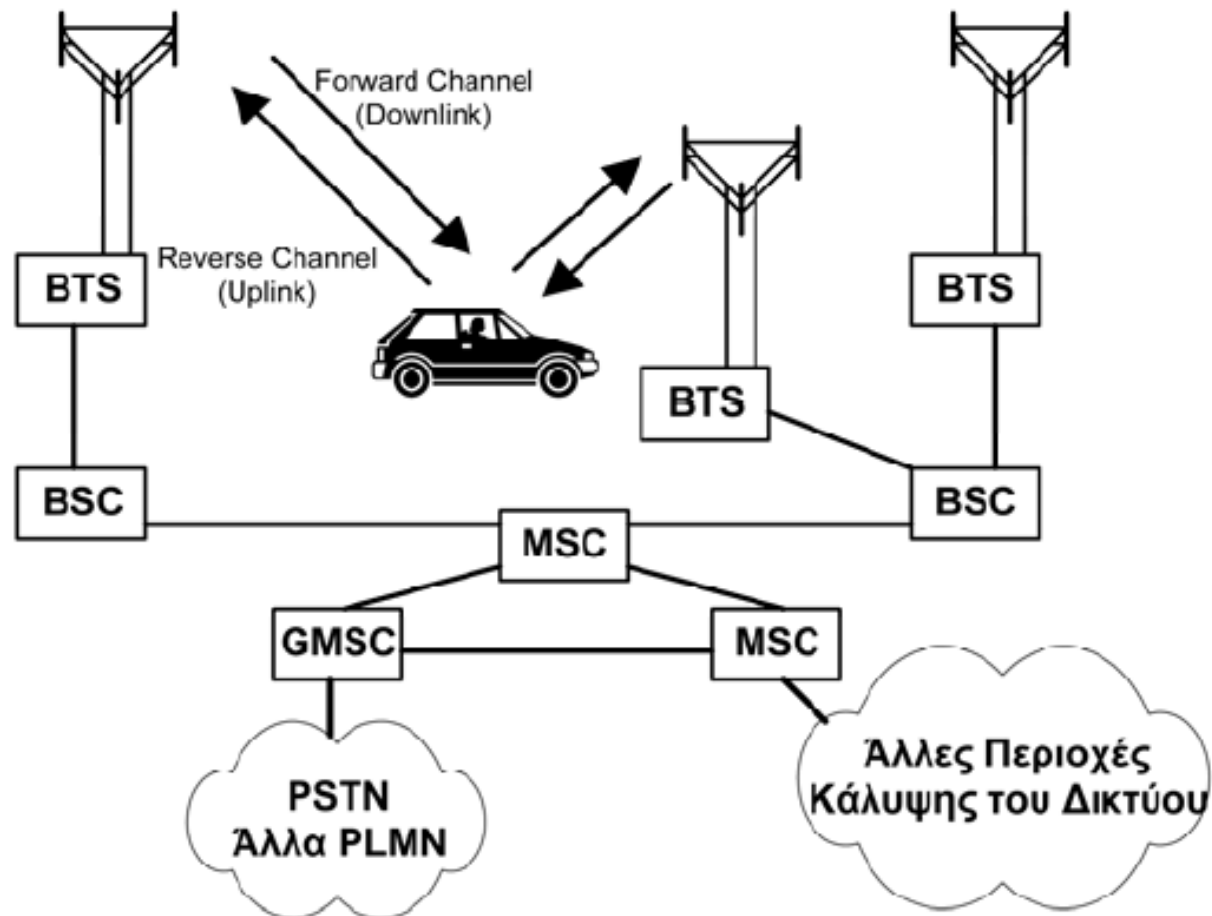 Forward Channel
(Downlink)
Reverse Channel
(Uplink)
BTS
BTS
BTS
BSC
BSC
MSC
GMSC
MSC
PSTN
Άλλα PLMN
Άλλες Περιοχές
Κάλυψης του Δικτύου